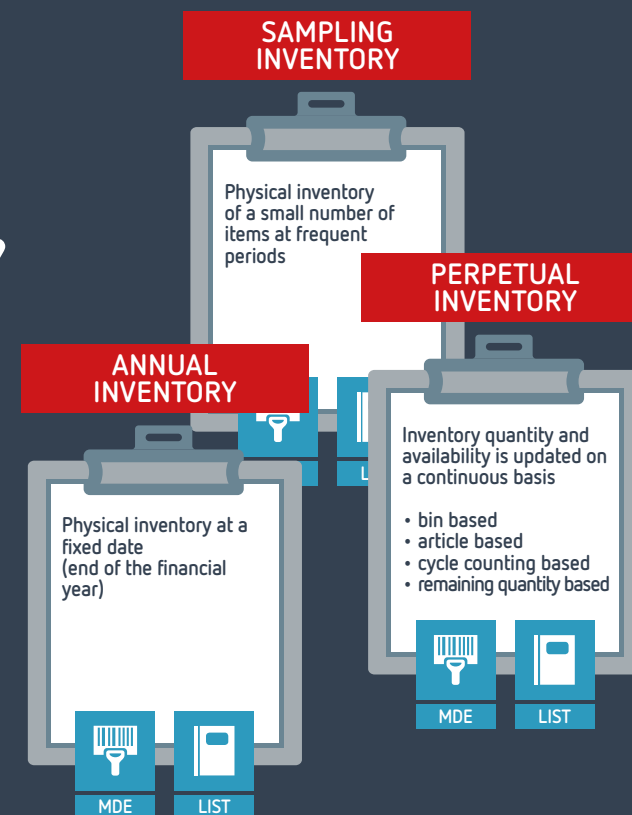 SAMPLING
INVENTORY
Physical inventory
of a small number of
items at frequent
periods
PERPETUAL
INVENTORY
Inventory quantity and
availability is updated on
a continuous basis
• bin based
• article based
• cycle counting based
• remaining quantity based
MDE
LIST
ANNUAL
INVENTORY
Physical inventory at a
fixed date
(end of the financial
year)
MDE
LIST